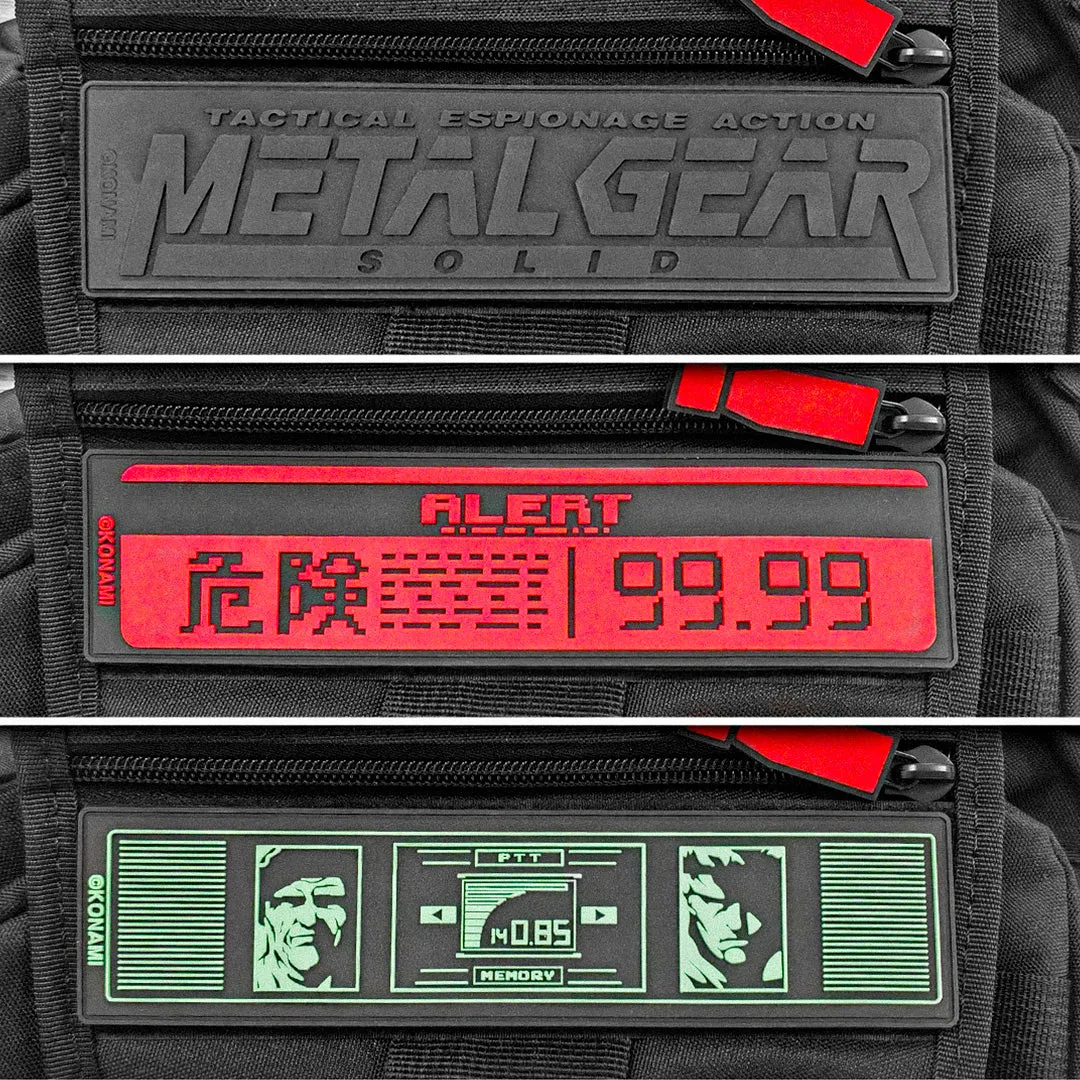 TACTICAL ESPIONAGE ACTION
METAL GEAR
SOLID
©KONAMI
ALERT
危険
99.99
©KONAMI
PTT
140.85
MEMORY
©KONAMI